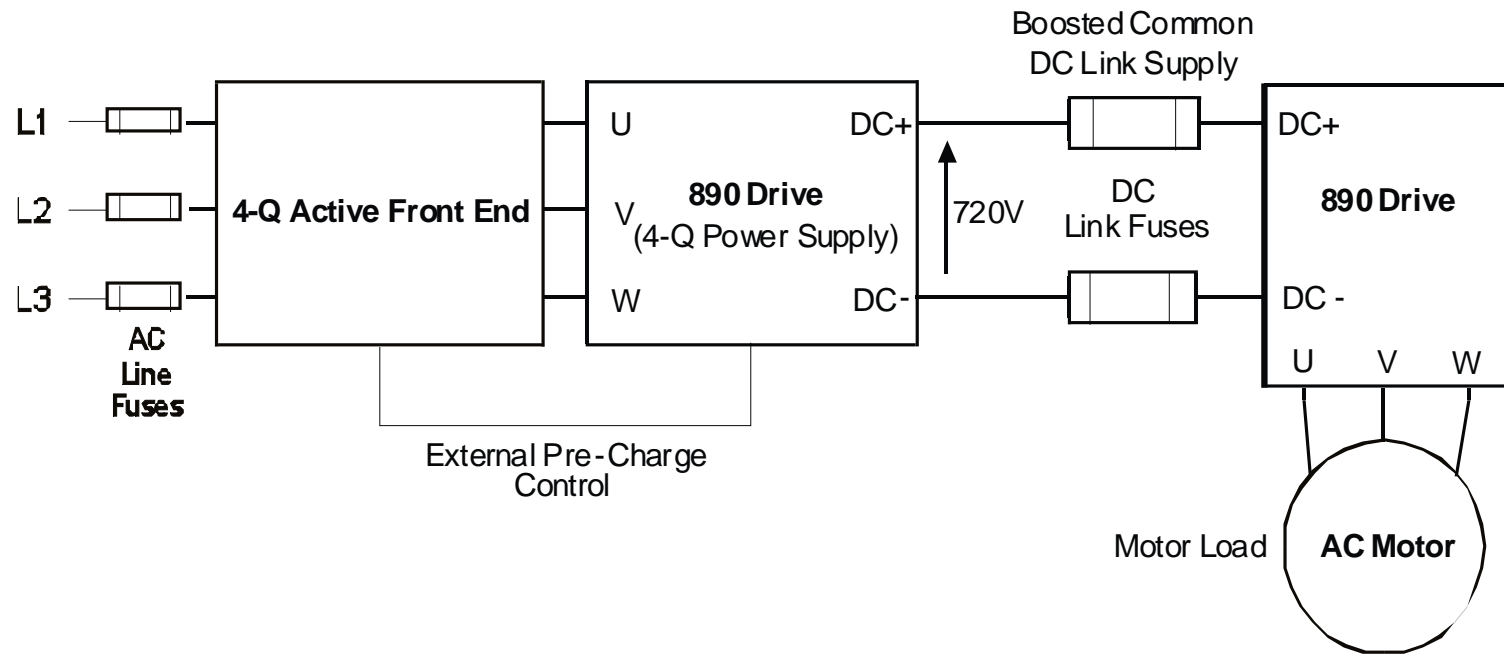 Boosted Common
DC Link Supply
L1
L2
L3
AC
Line
Fuses
4-Q Active Front End
U
V
W
890 Drive
(4-Q Power Supply)
DC+
DC-
720V
DC
Link Fuses
DC+
DC -
890 Drive
U V W
External Pre-Charge
Control
Motor Load
AC Motor